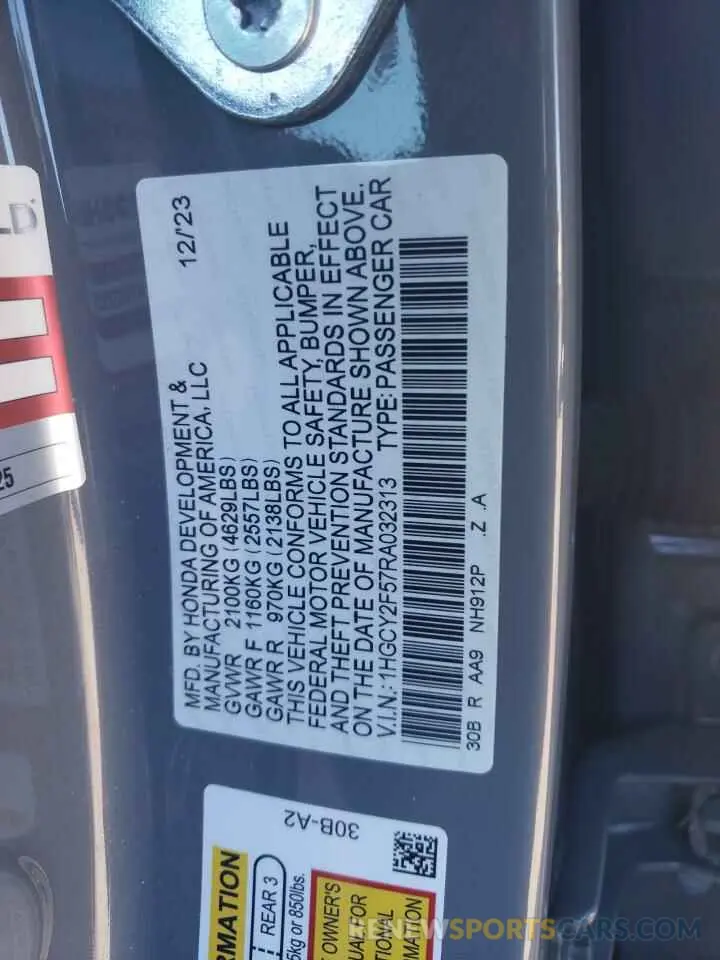 MFD. BY HONDA DEVELOPMENT &
MANUFACTURING OF AMERICA, LLC 12/'23
GVWR 2100KG (4629LBS)
GAWR F 1160KG (2557LBS)
GAWR R 970KG (2138LBS)
THIS VEHICLE CONFORMS TO ALL APPLICABLE
FEDERAL MOTOR VEHICLE SAFETY, BUMPER,
AND THEFT PREVENTION STANDARDS IN EFFECT
ON THE DATE OF MANUFACTURE SHOWN ABOVE.
V.I.N.: 1HGCY2F57RA032313 TYPE: PASSENGER CAR
30B R AA9 NH912P .Z .A
30B-A2
RMATION
REAR 3
5kg or 850lbs.
OWNER'S
UAL FOR
TIONAL
RMATION
LD
25
RENEWSPORTSCARS.COM